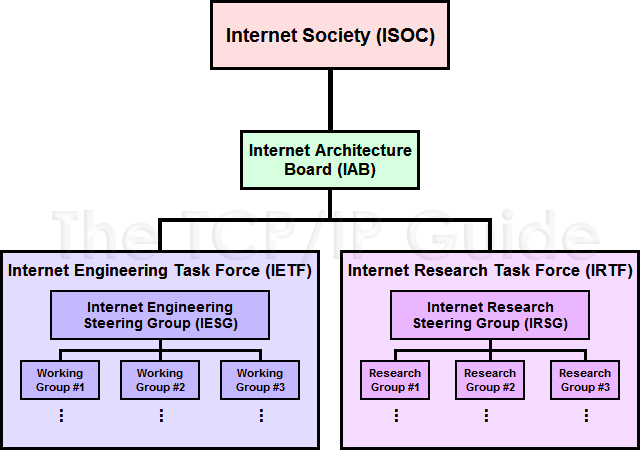 Internet Society (ISOC)
Internet Architecture
Board (IAB)
The TCP/IP Guide
Internet Engineering Task Force (IETF)
Internet Engineering
Steering Group (IESG)
Working
Group #1
Working
Group #2
Working
Group #3
Internet Research Task Force (IRTF)
Internet Research
Steering Group (IRSG)
Research
Group #1
Research
Group #2
Research
Group #3